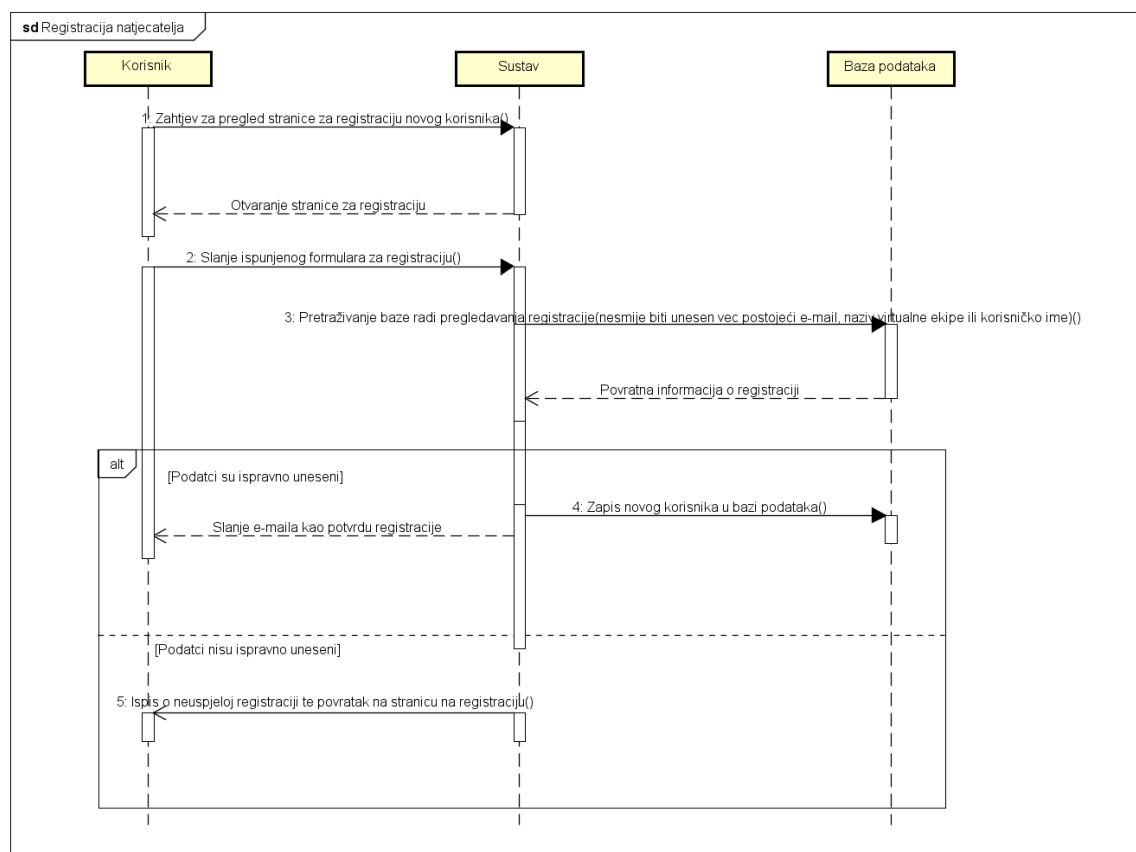 sd Registracija natjecatelja
Korisnik
Sustav
Baza podataka
1: Zahtjev za pregled stranice za registraciju novog korisnika()
Otvaranje stranice za registraciju
2: Slanje ispunjenog formulara za registraciju()
3: Pretraživanje baze radi pregledavanja registracije(nesmije biti unesen vec postojeći e-mail, naziv virtualne ekipe ili korisničko ime)()
Povratna informacija o registraciji
alt
[Podatci su ispravno uneseni]
4: Zapis novog korisnika u bazi podataka()
Slanje e-maila kao potvrdu registracije
[Podatci nisu ispravno uneseni]
5: Ispis o neuspjeloj registraciji te povratak na stranicu na registraciju()